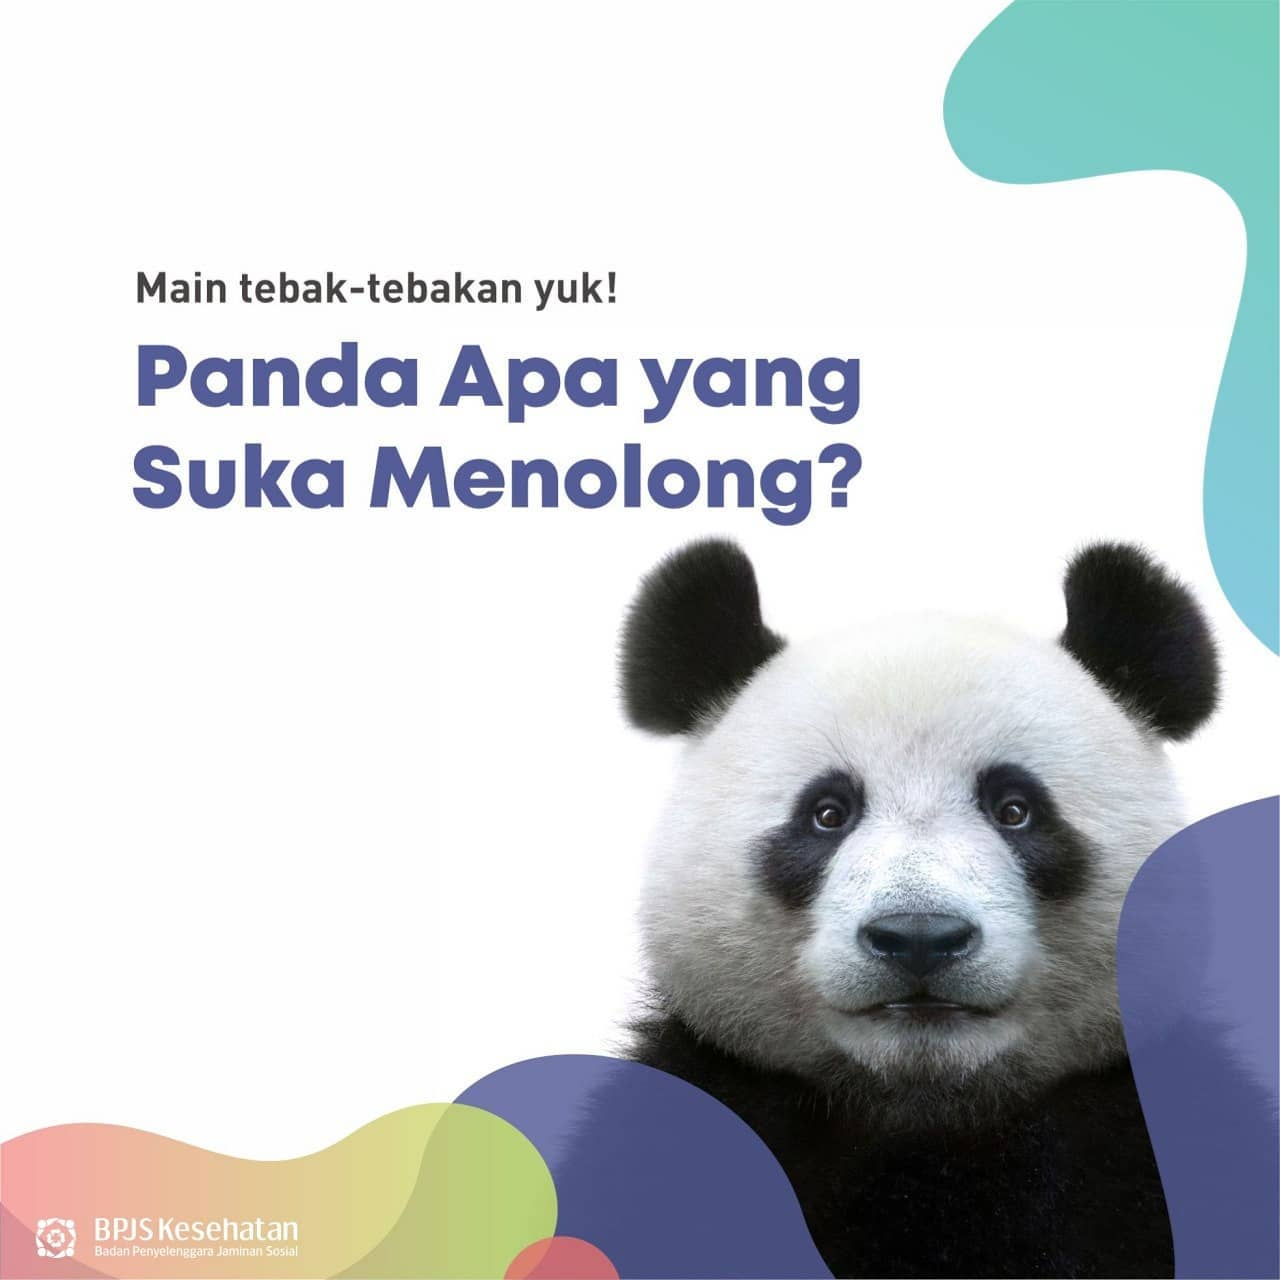 Main tebak-tebakan yuk!
Panda Apa yang
Suka Menolong?
BPJS Kesehatan
Badan Penyelenggara Jaminan Sosial